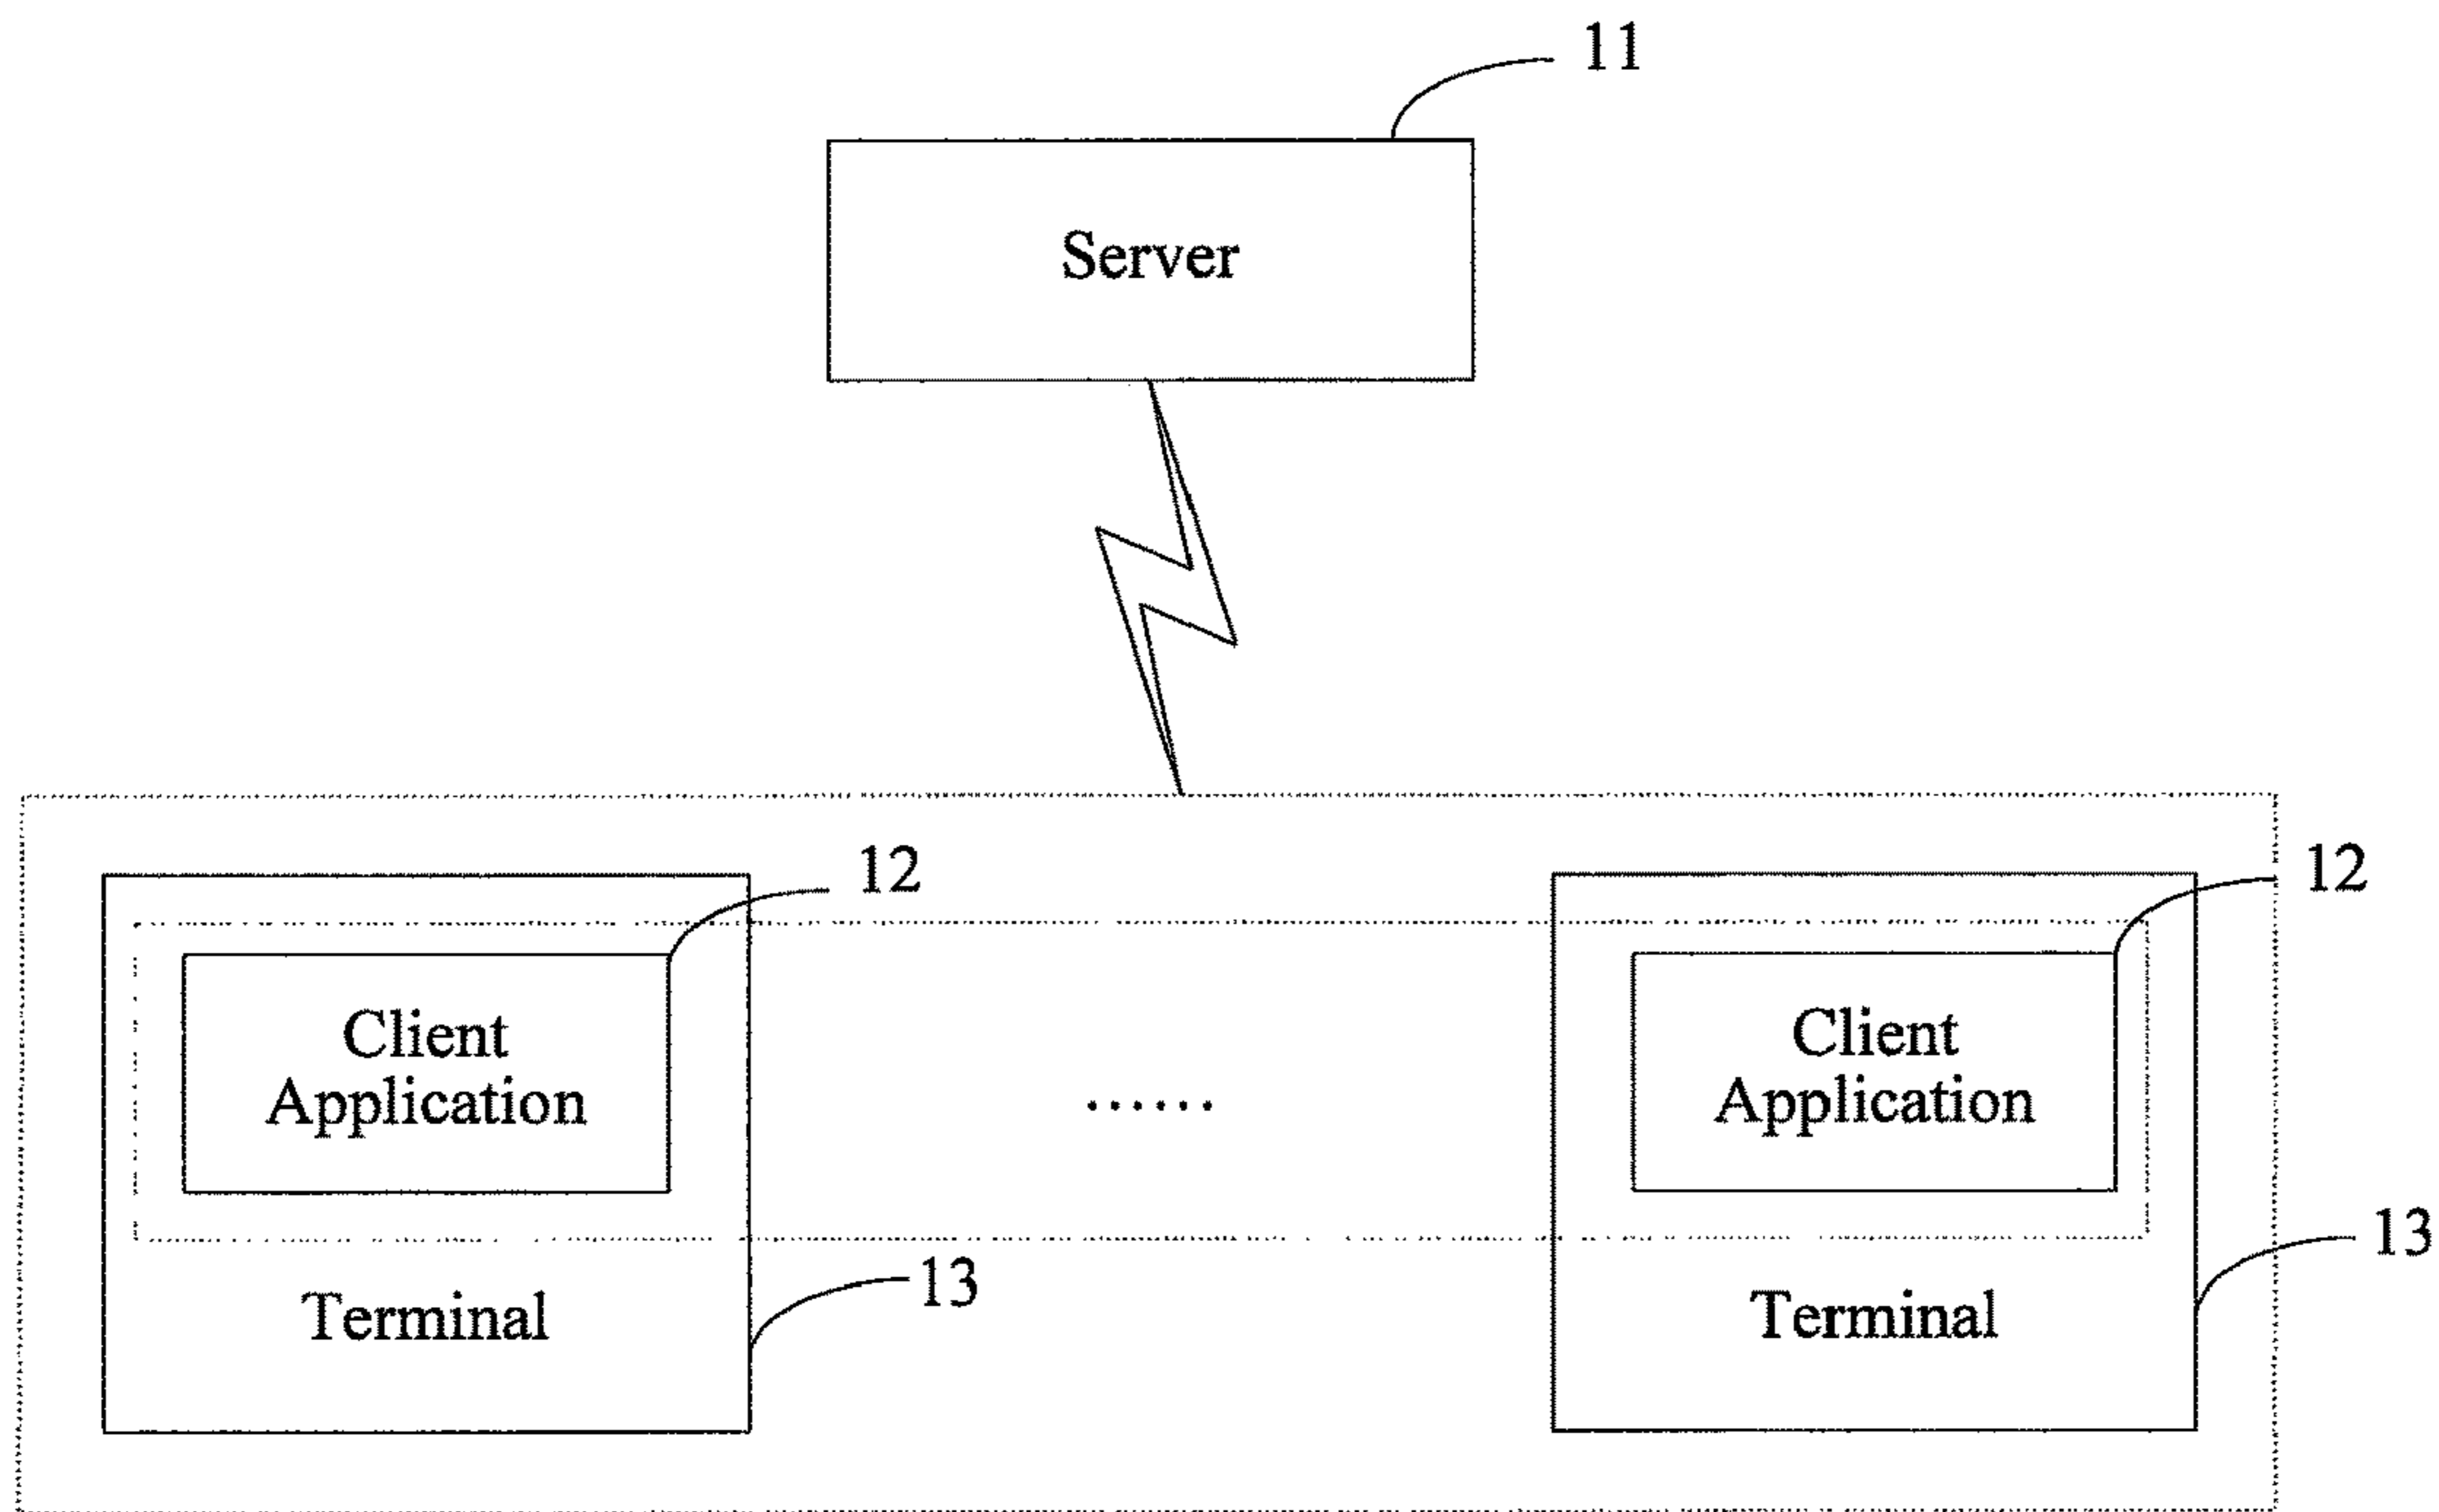 11
Server
12
12
Client
Application
......
Client
Application
13
13
Terminal
Terminal